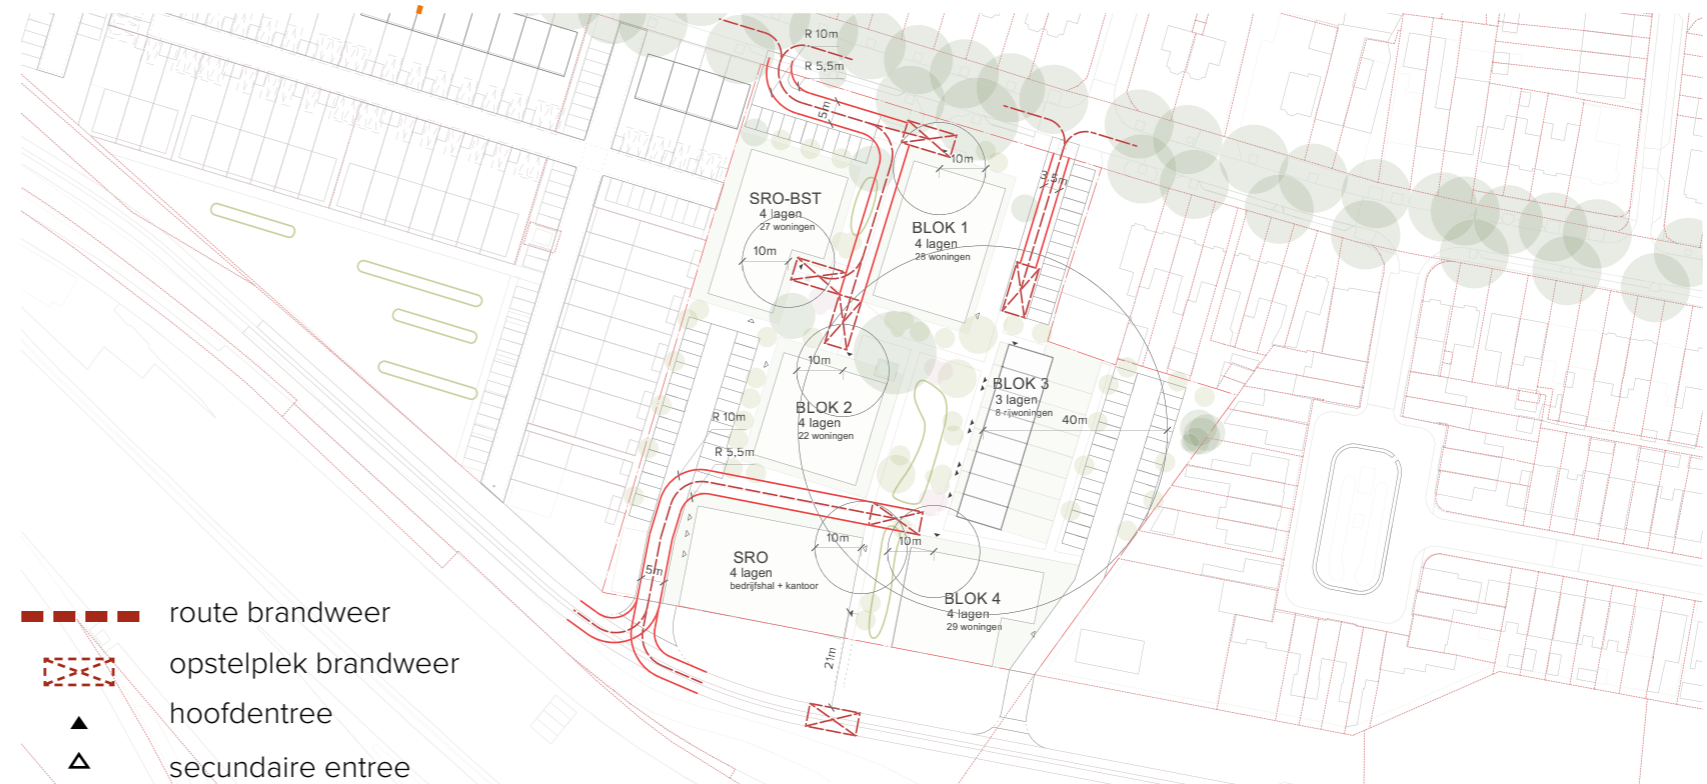 R 10m
R 5,5m
5m
10m
3,5m
SRO-BST
4 lagen
27 woningen
10m
BLOK 1
4 lagen
28 woningen
10m
BLOK 2
4 lagen
22 woningen
BLOK 3
3 lagen
8 rijwoningen
40m
R 10m
R 5,5m
10m
10m
5m
SRO
4 lagen
bedrijfshal + kantoor
BLOK 4
4 lagen
29 woningen
21m
route brandweer
opstelplek brandweer
hoofdentree
secundaire entree